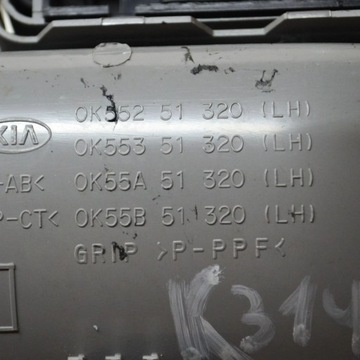 0K552 51 320 (LH)
KIA 0K553 51 320 (LH)
-AB< 0K55A 51 320 (LH)
P-CT< 0K55B 51 320 (LH)
GRIP >P-PPF<
K314